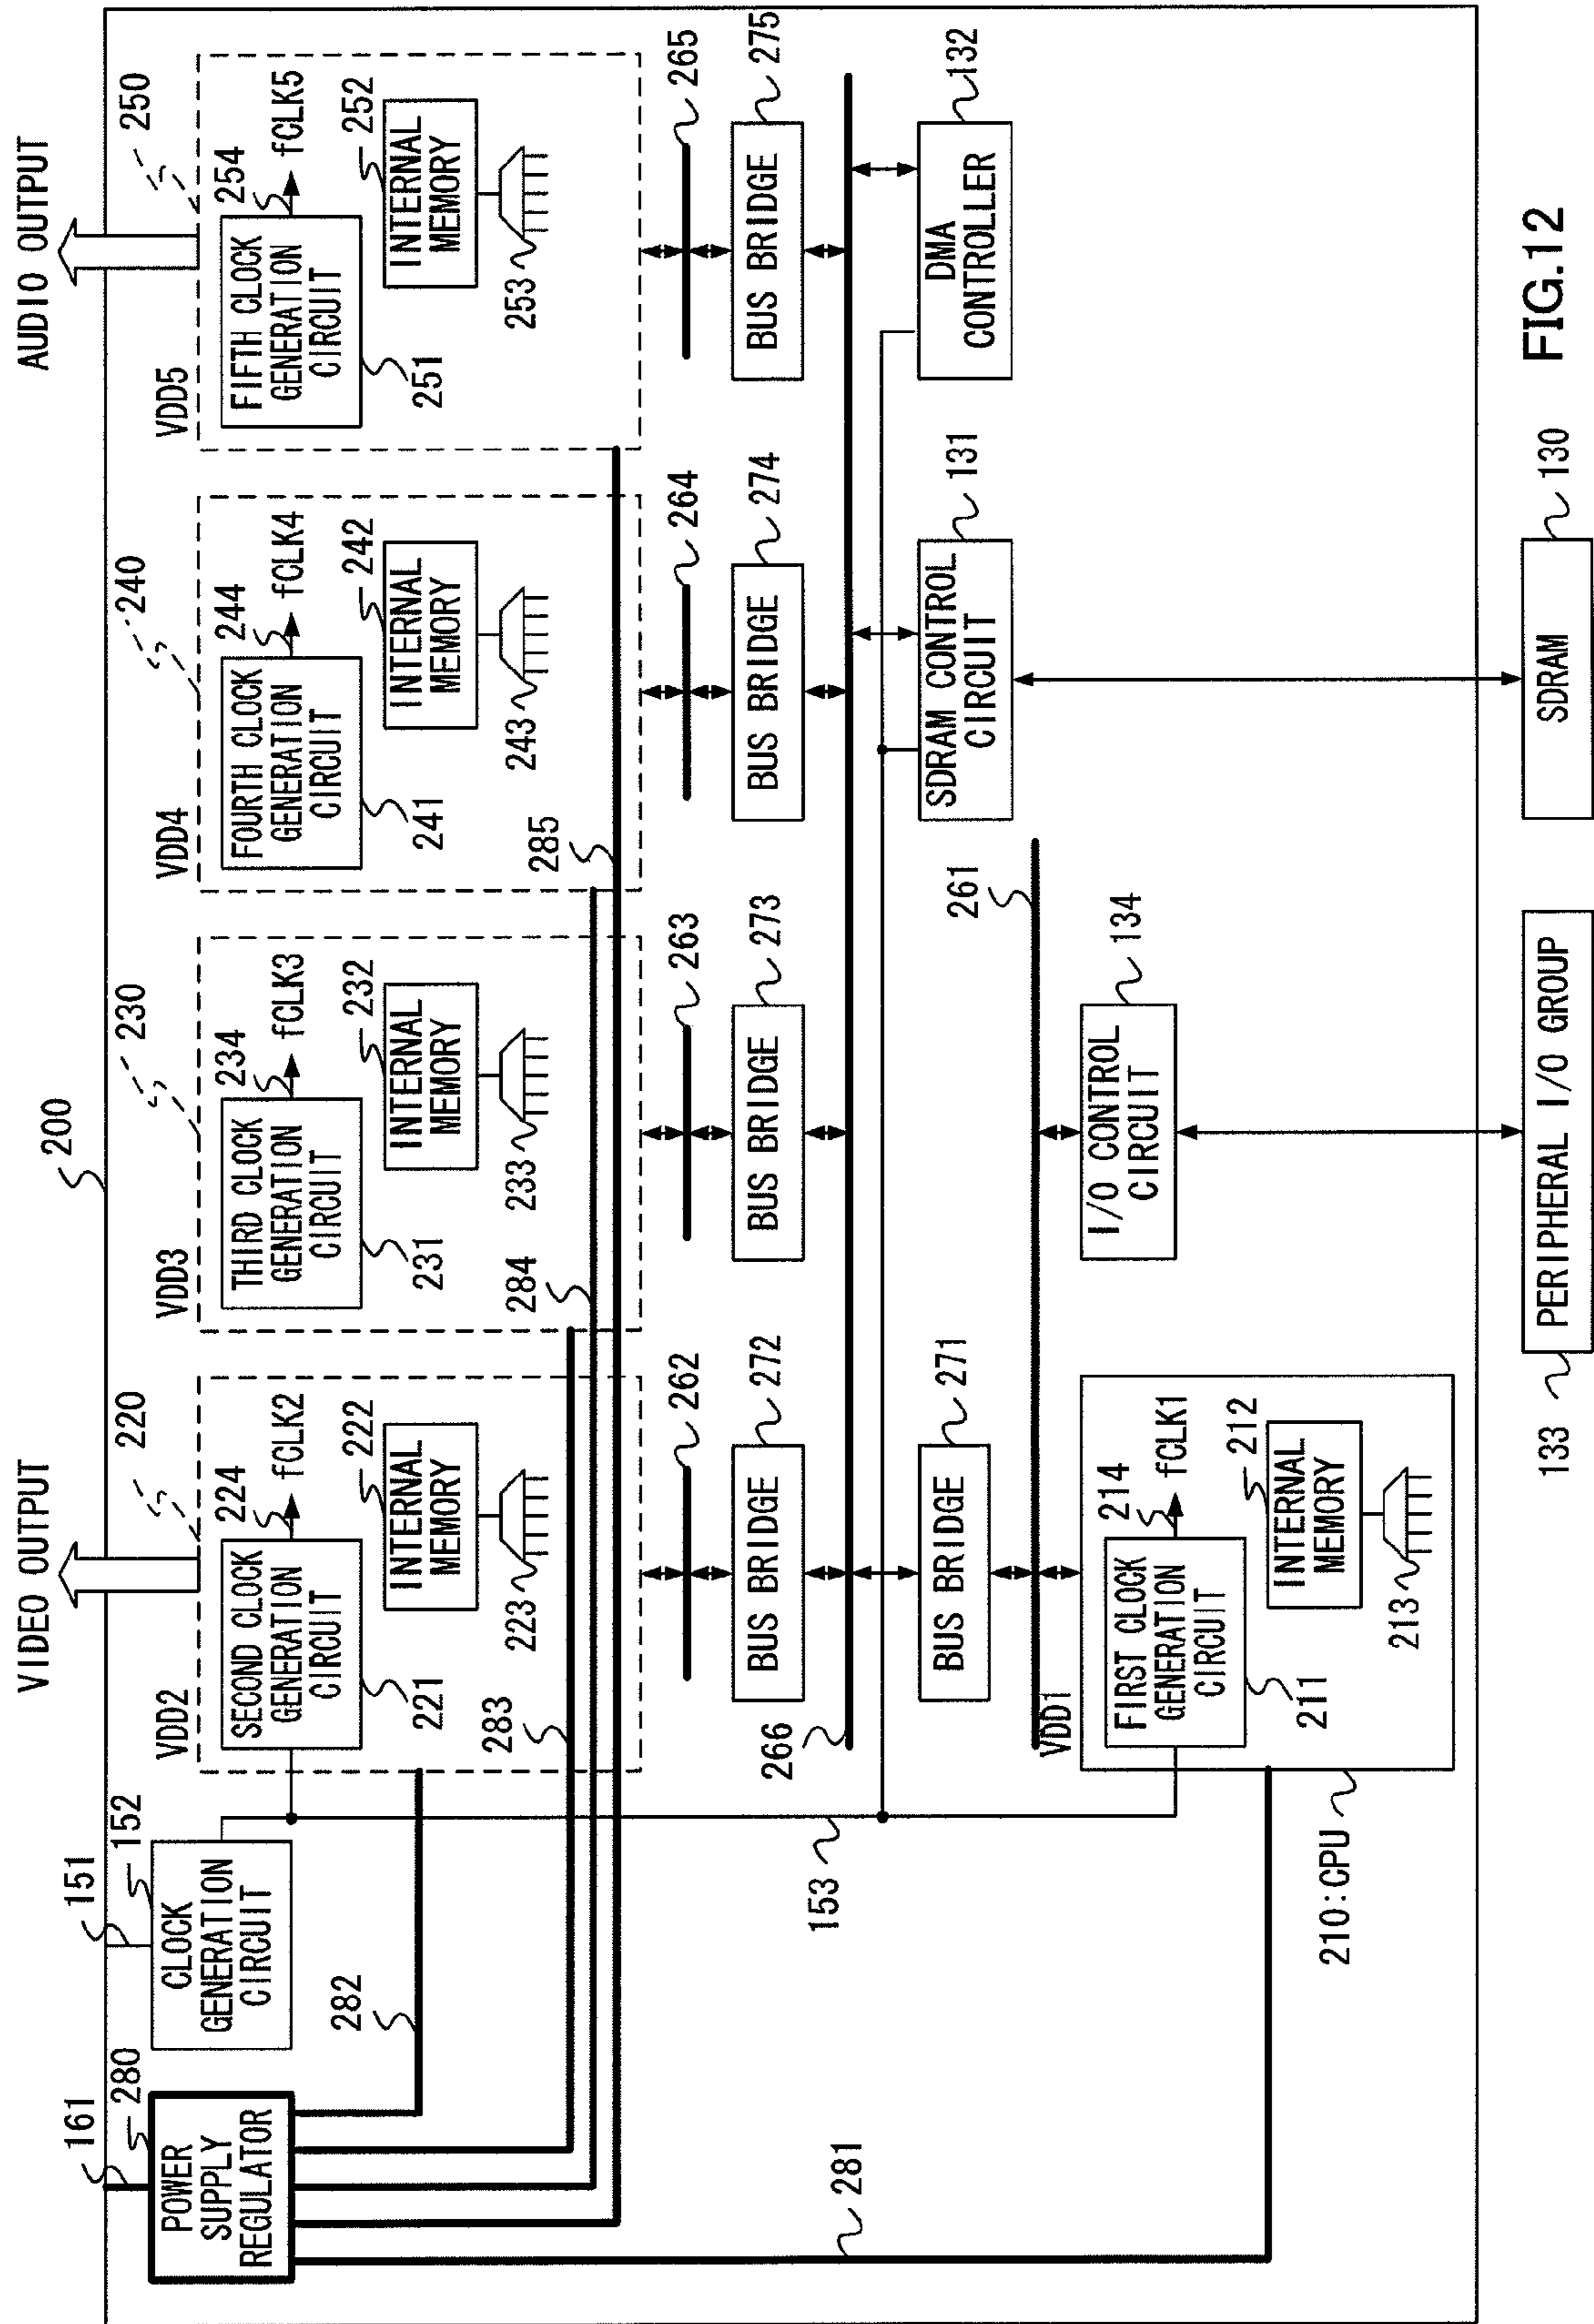 VIDEO OUTPUT
AUDIO OUTPUT
200
161
280
POWER
SUPPLY
REGULATOR
151
152
CLOCK
GENERATION
CIRCUIT
VDD2
220
SECOND CLOCK
GENERATION
CIRCUIT
224
fCLK2
221
INTERNAL
MEMORY
222
223
VDD3
230
THIRD CLOCK
GENERATION
CIRCUIT
234
fCLK3
231
INTERNAL
MEMORY
232
233
VDD4
240
FOURTH CLOCK
GENERATION
CIRCUIT
244
fCLK4
241
INTERNAL
MEMORY
242
243
VDD5
250
FIFTH CLOCK
GENERATION
CIRCUIT
254
fCLK5
251
INTERNAL
MEMORY
252
253
282
283
284
285
262
263
264
265
BUS BRIDGE
272
BUS BRIDGE
273
BUS BRIDGE
274
BUS BRIDGE
275
266
153
BUS BRIDGE
271
SDRAM CONTROL
CIRCUIT
131
DMA
CONTROLLER
132
261
281
VDD1
FIRST CLOCK
GENERATION
CIRCUIT
214
fCLK1
211
INTERNAL
MEMORY
212
213
210:CPU
I/O CONTROL
CIRCUIT
134
133
PERIPHERAL I/O GROUP
SDRAM
130
FIG.12